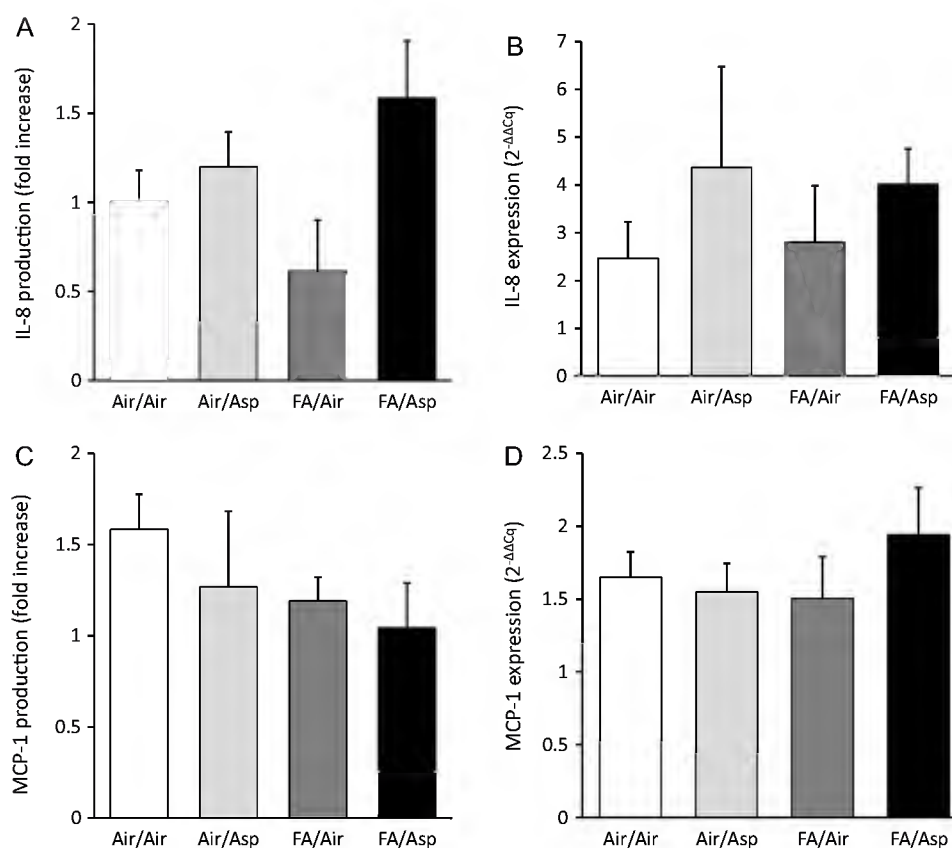 A
IL-8 production (fold increase)
2
1.5
1
0.5
0
Air/Air Air/Asp FA/Air FA/Asp
B
IL-8 expression (2-ΔΔCq)
7
6
5
4
3
2
1
0
Air/Air Air/Asp FA/Air FA/Asp
C
MCP-1 production (fold increase)
2
1.5
1
0.5
0
Air/Air Air/Asp FA/Air FA/Asp
D
MCP-1 expression (2-ΔΔCq)
2.5
2
1.5
1
0.5
0
Air/Air Air/Asp FA/Air FA/Asp